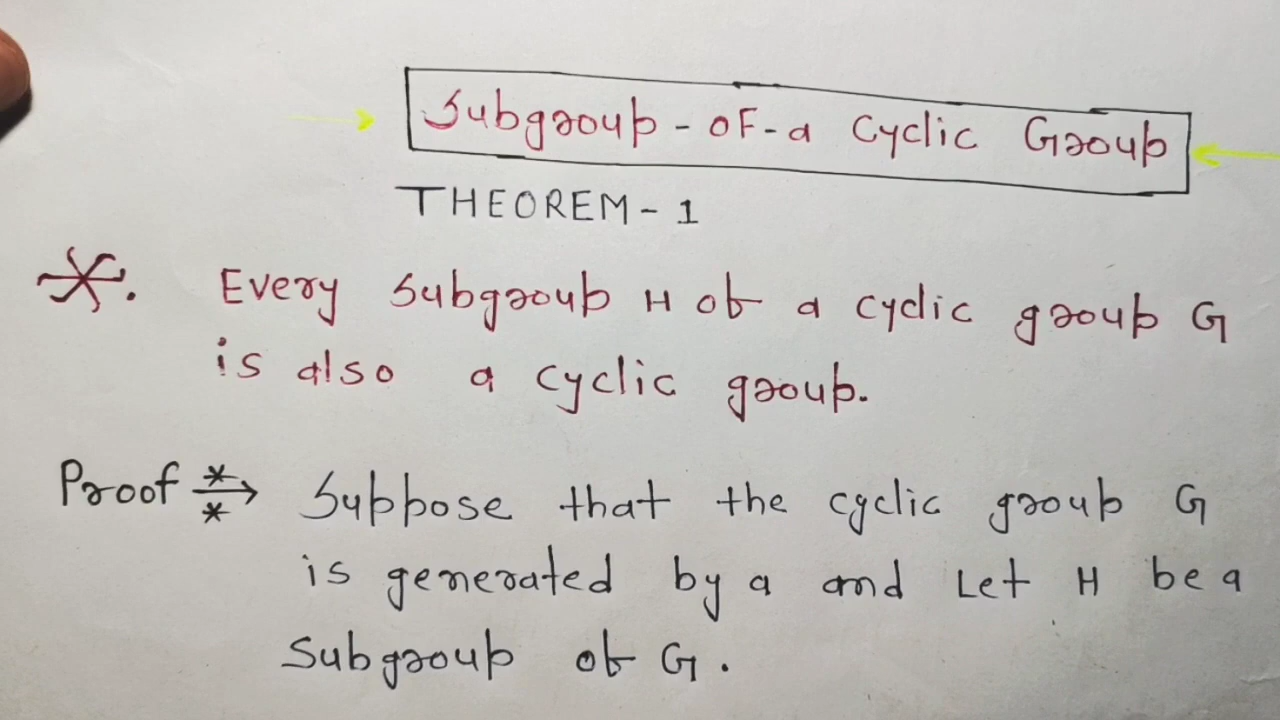 Subgroup-OF-a Cyclic Group
THEOREM-1
*. Every subgroup H of a cyclic group G
is also a cyclic group.
Proof *⇒* Suppose that the cyclic group G
is generated by a and Let H be a
Subgroup of G.